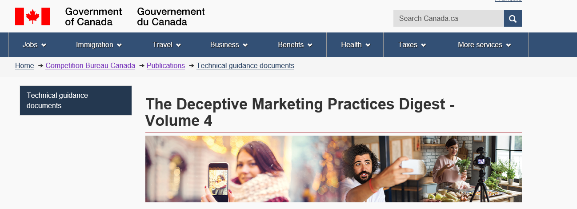 Government of Canada
Gouvernement du Canada
Search Canada.ca
Jobs Immigration Travel Business Benefits Health Taxes More services
Home → Competition Bureau Canada → Publications → Technical guidance documents
Technical guidance
documents
The Deceptive Marketing Practices Digest -
Volume 4